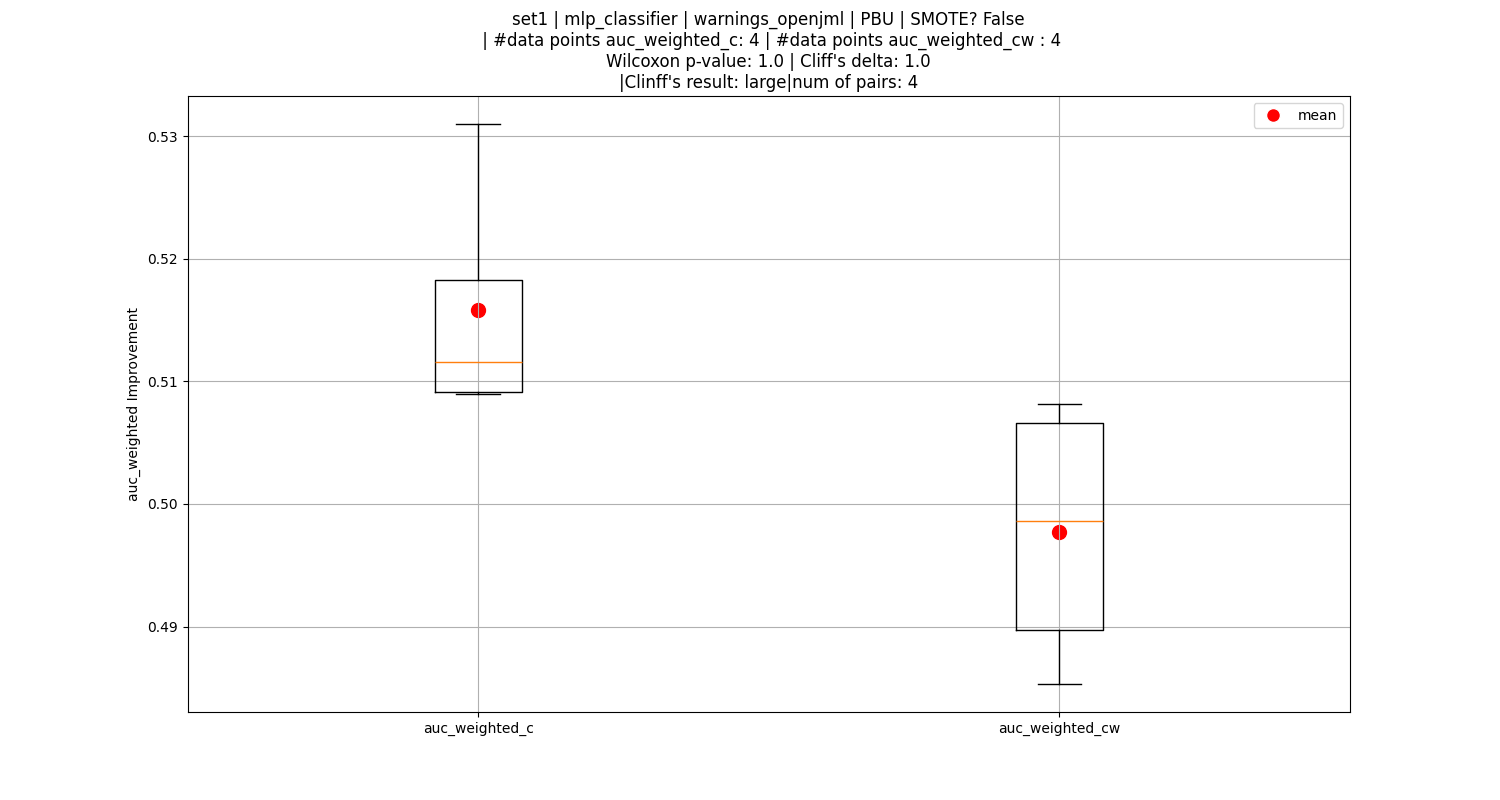 set1 | mlp_classifier | warnings_openjml | PBU | SMOTE? False
| #data points auc_weighted_c: 4 | #data points auc_weighted_cw : 4
Wilcoxon p-value: 1.0 | Cliff's delta: 1.0
|Clinff's result: large|num of pairs: 4
mean
0.53
0.52
0.51
0.50
0.49
auc_weighted Improvement
auc_weighted_c
auc_weighted_cw